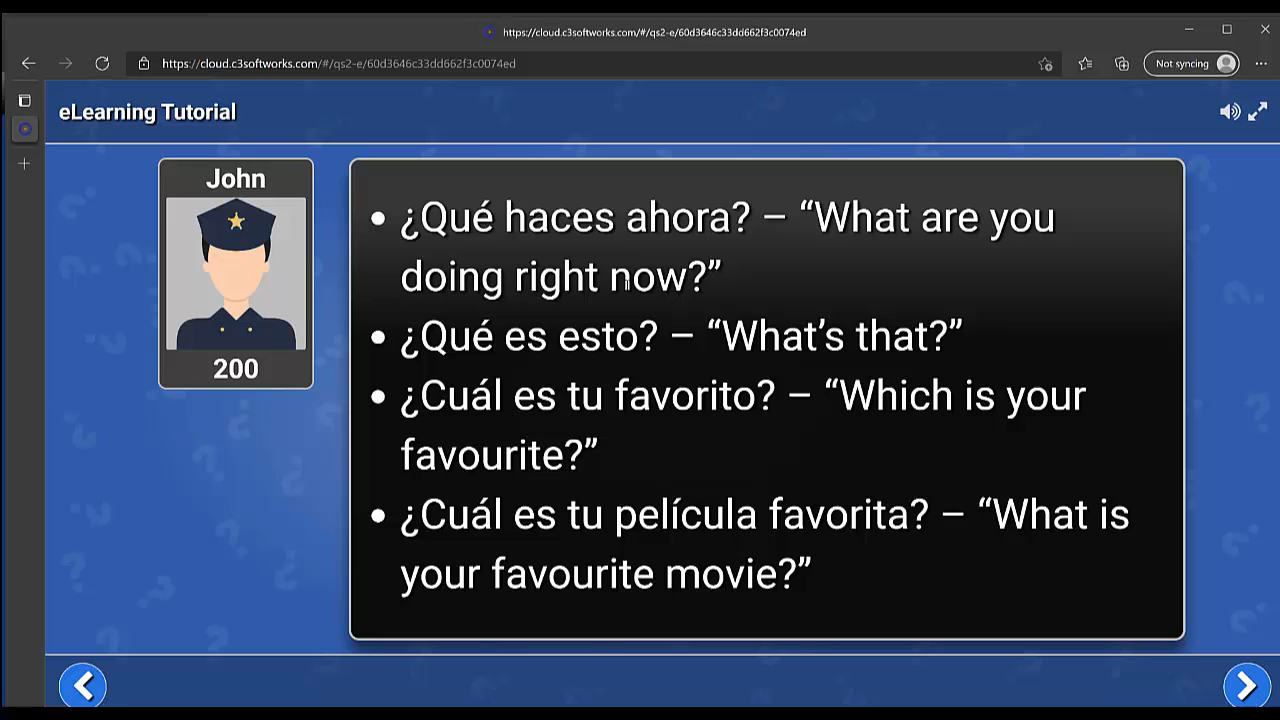 https://cloud.c3softworks.com/#/qs2-e/60d3646c33dd662f3c0074ed
https://cloud.c3softworks.com/#/qs2-e/60d3646c33dd662f3c0074ed
Not syncing
eLearning Tutorial
John
200
• ¿Qué haces ahora? – “What are you
doing right now?”
• ¿Qué es esto? – “What’s that?”
• ¿Cuál es tu favorito? – “Which is your
favourite?”
• ¿Cuál es tu película favorita? – “What is
your favourite movie?”